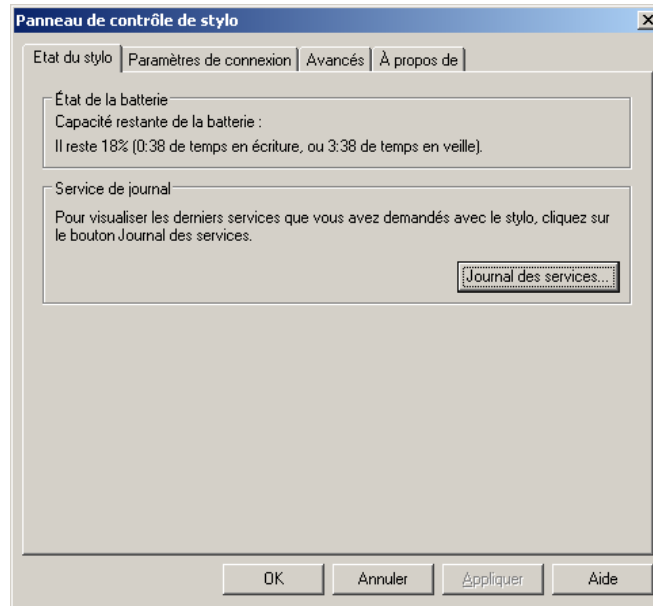 Panneau de contrôle de stylo
Etat du stylo Paramètres de connexion Avancés À propos de
État de la batterie
Capacité restante de la batterie :
Il reste 18% (0:38 de temps en écriture, ou 3:38 de temps en veille).
Service de journal
Pour visualiser les derniers services que vous avez demandés avec le stylo, cliquez sur
le bouton Journal des services.
Journal des services...
OK Annuler Appliquer Aide